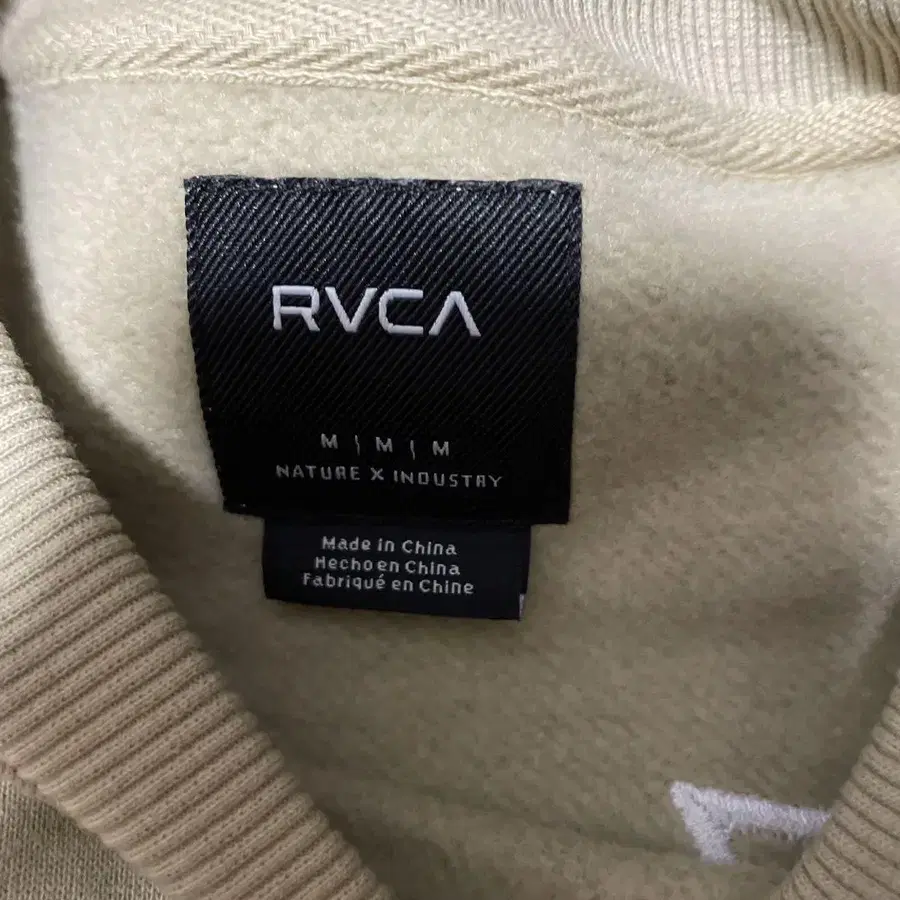 RVCA
M | M | M
NATURE X INDUSTRY
Made in China
Hecho en China
Fabriqué en Chine